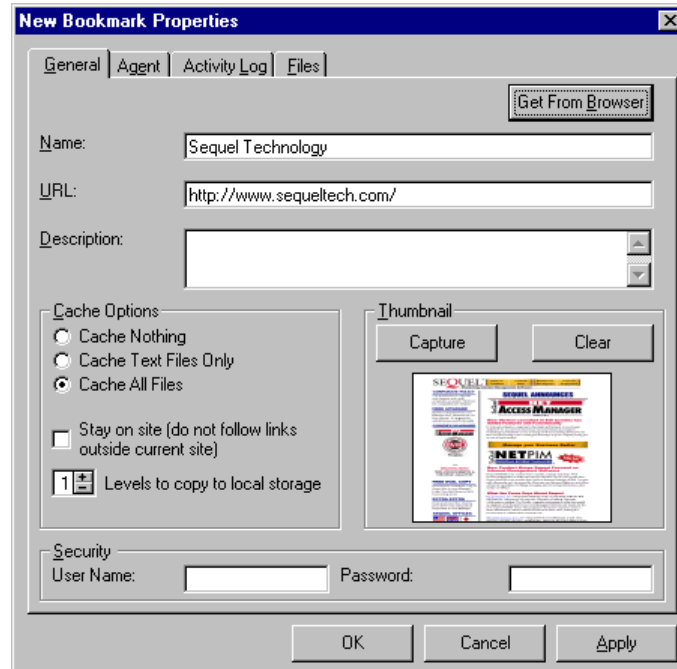 New Bookmark Properties
General Agent Activity Log Files
Get From Browser
Name: Sequel Technology
URL: http://www.sequeltech.com/
Description:
Cache Options
Cache Nothing
Cache Text Files Only
Cache All Files
Stay on site (do not follow links
outside current site)
1 Levels to copy to local storage
Thumbnail
Capture Clear
SEQUEL
SEQUEL ANNOUNCES
NET
ACCESS MANAGER
NETPIM
Security
User Name: Password:
OK Cancel Apply